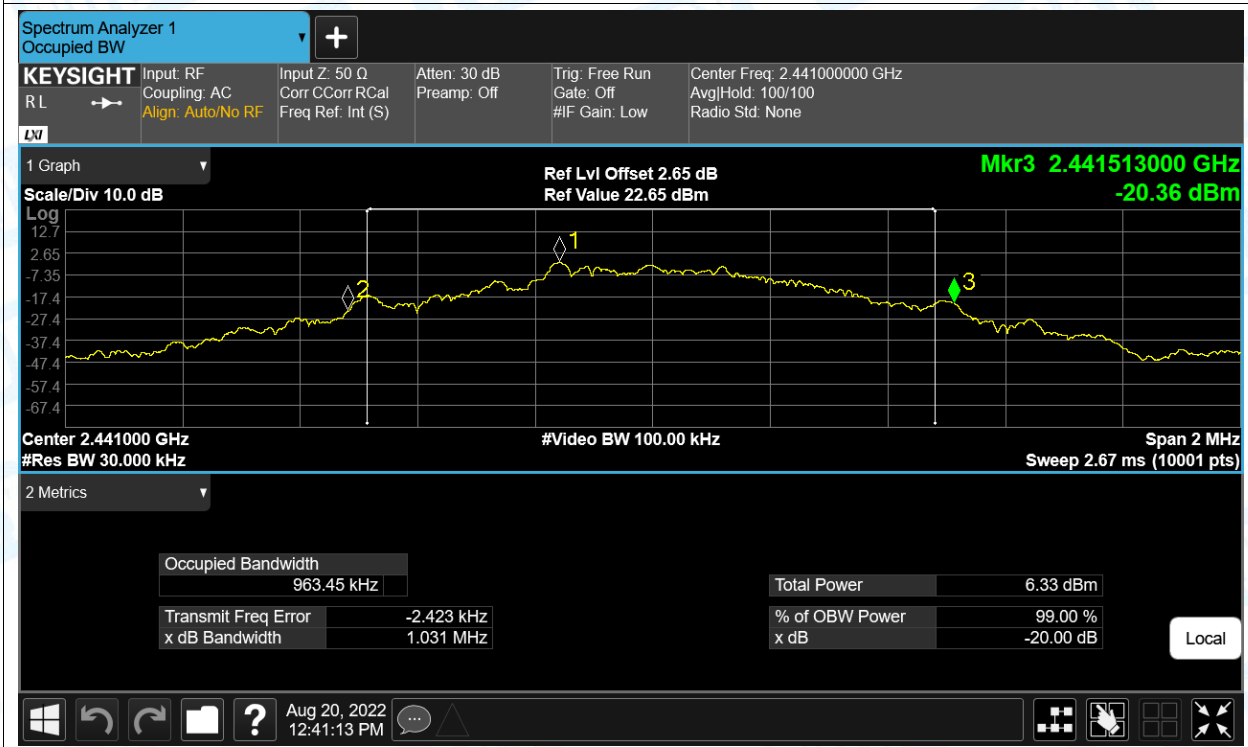 Spectrum Analyzer 1
Occupied BW
KEYSIGHT
R L
LXI
Input: RF
Coupling: AC
Align: Auto/No RF
Input Z: 50 Ω
Corr CCorr RCal
Freq Ref: Int (S)
Atten: 30 dB
Preamp: Off
Trig: Free Run
Gate: Off
#IF Gain: Low
Center Freq: 2.441000000 GHz
Avg|Hold: 100/100
Radio Std: None
1 Graph
Scale/Div 10.0 dB
Ref Lvl Offset 2.65 dB
Ref Value 22.65 dBm
Mkr3 2.441513000 GHz
-20.36 dBm
Log
12.7
2.65
-7.35
-17.4
-27.4
-37.4
-47.4
-57.4
-67.4
1
2
3
Center 2.441000 GHz
#Video BW 100.00 kHz
Span 2 MHz
#Res BW 30.000 kHz
Sweep 2.67 ms (10001 pts)
2 Metrics
Occupied Bandwidth
963.45 kHz
Transmit Freq Error -2.423 kHz
x dB Bandwidth 1.031 MHz
Total Power 6.33 dBm
% of OBW Power 99.00 %
x dB -20.00 dB
Local
?
Aug 20, 2022
12:41:13 PM